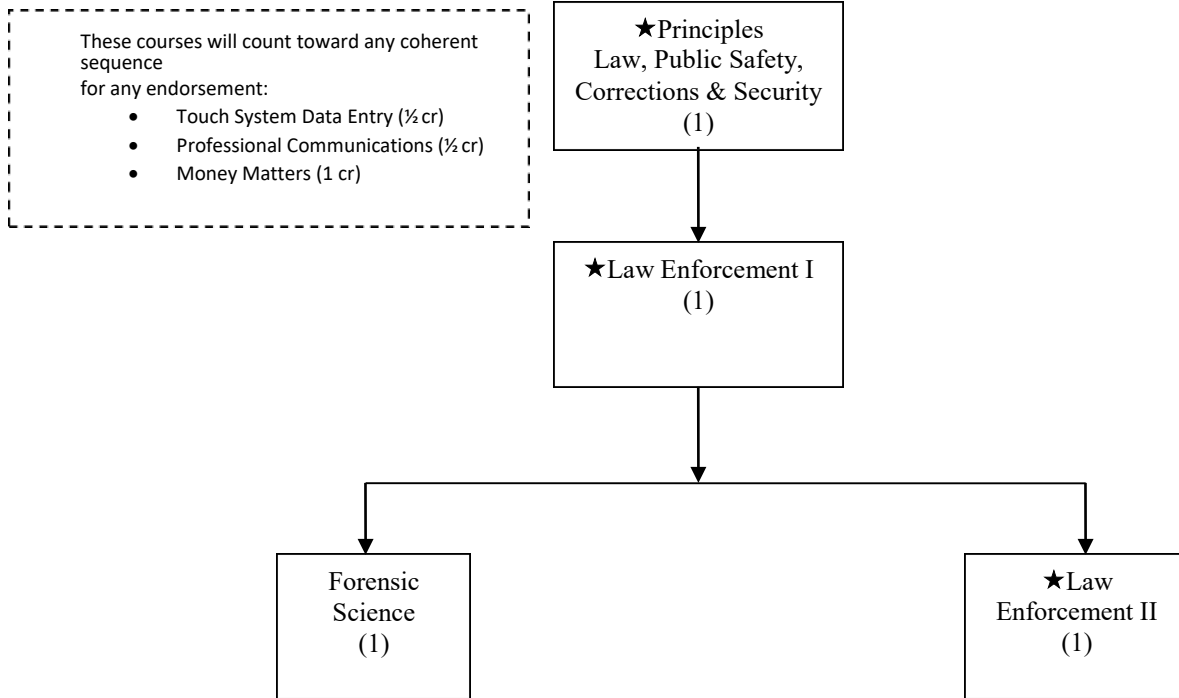 These courses will count toward any coherent
sequence
for any endorsement:
• Touch System Data Entry (½ cr)
• Professional Communications (½ cr)
• Money Matters (1 cr)
★Principles
Law, Public Safety,
Corrections & Security
(1)
★Law Enforcement I
(1)
Forensic
Science
(1)
★Law
Enforcement II
(1)